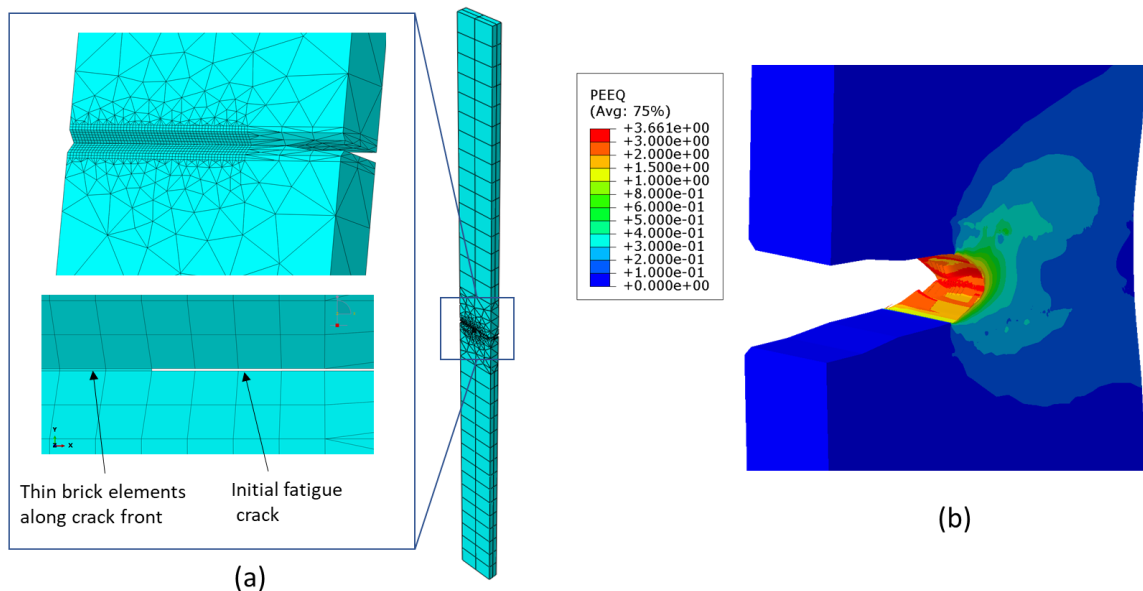 Thin brick elements
along crack front
Initial fatigue
crack
(a)
PEEQ
(Avg: 75%)
+3.661e+00
+3.000e+00
+2.000e+00
+1.500e+00
+1.000e+00
+8.000e-01
+6.000e-01
+5.000e-01
+4.000e-01
+3.000e-01
+2.000e-01
+1.000e-01
+0.000e+00
(b)
Y
X